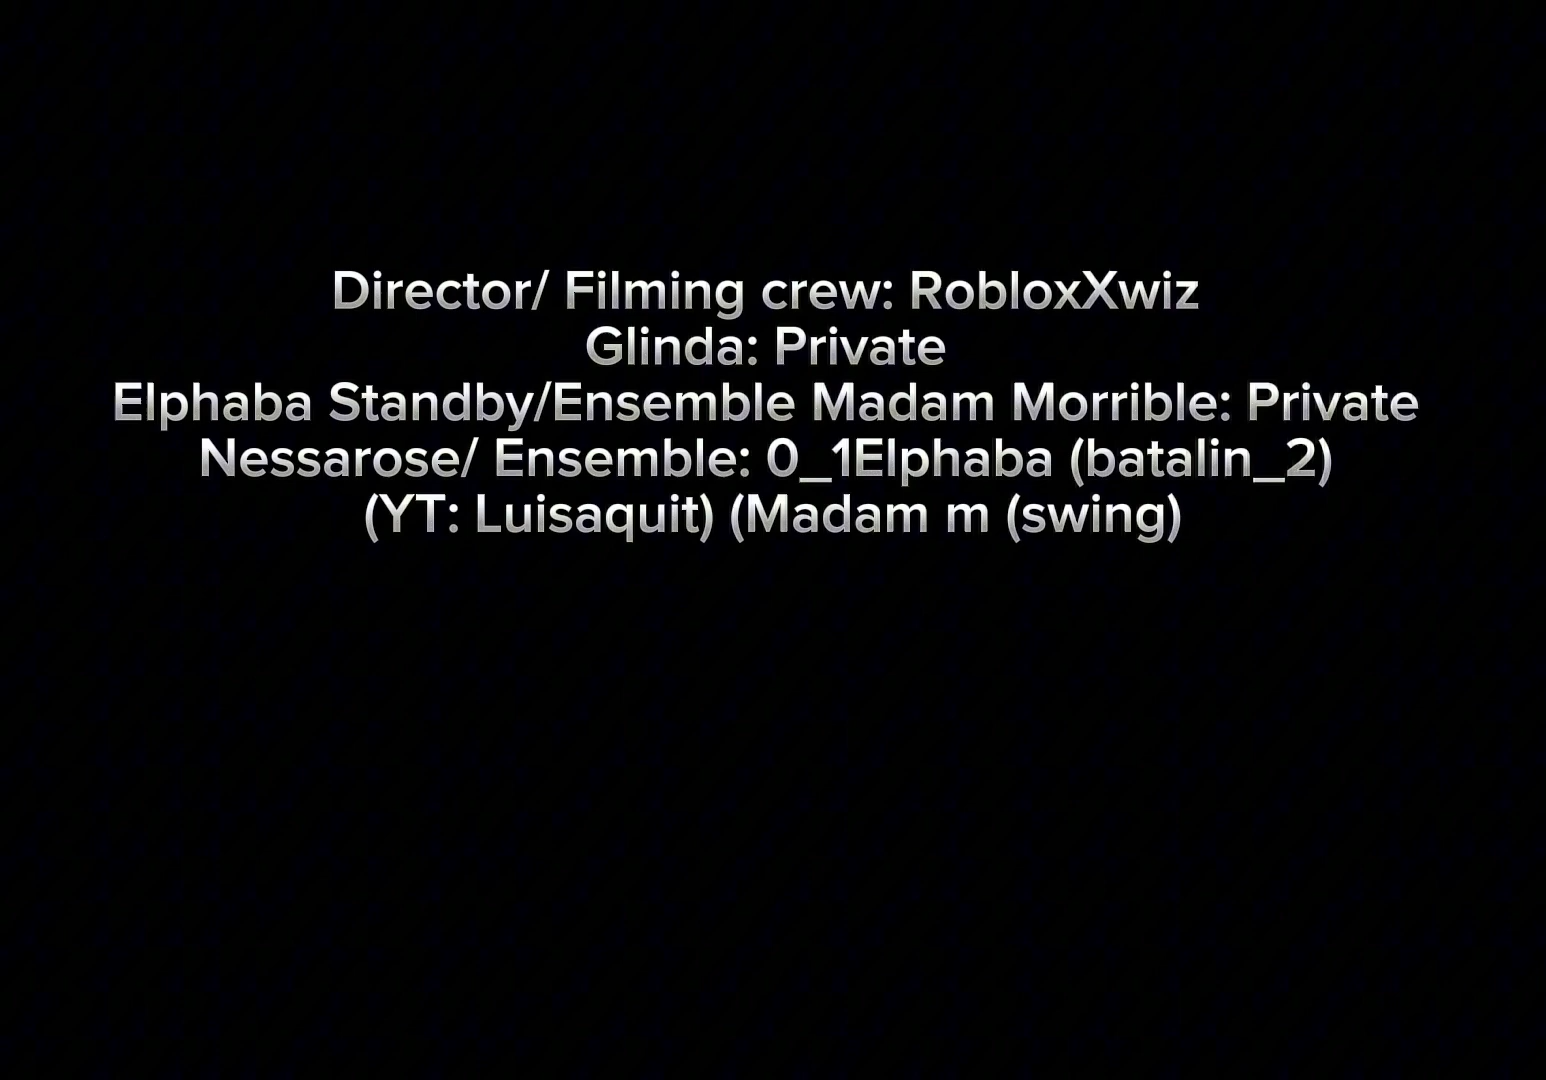 Director/ Filming crew: RobloxXwiz
Glinda: Private
Elphaba Standby/Ensemble Madam Morrible: Private
Nessarose/ Ensemble: 0_1Elphaba (batalin_2)
(YT: Luisaquit) (Madam m (swing)